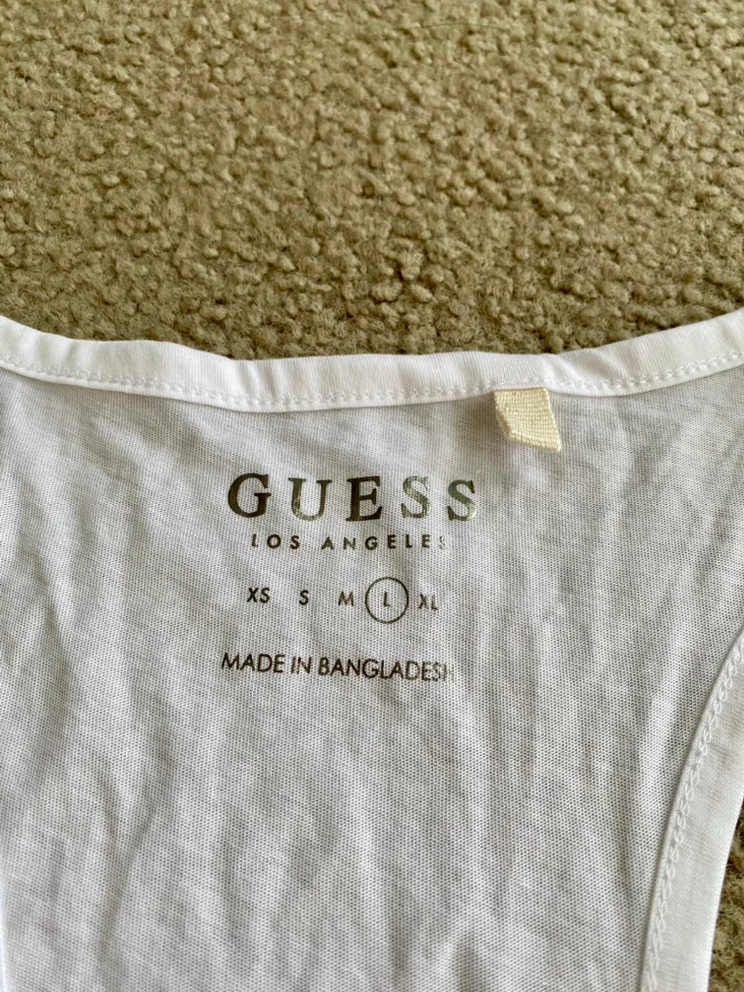 GUESS
LOS ANGELES
XS S M L XL
MADE IN BANGLADESH